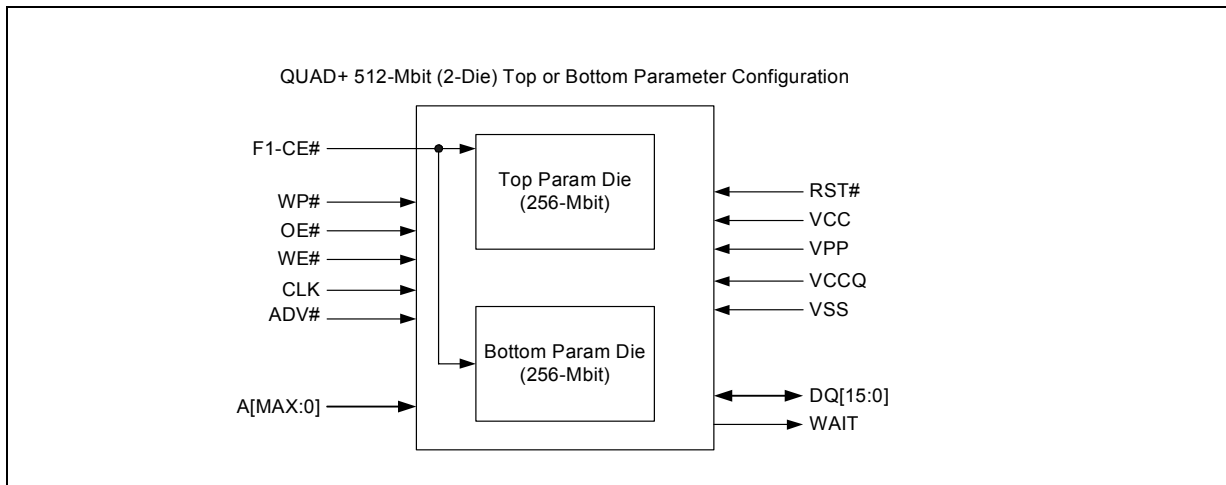 QUAD+ 512-Mbit (2-Die) Top or Bottom Parameter Configuration
F1-CE#
WP#
OE#
WE#
CLK
ADV#
A[MAX:0]
Top Param Die
(256-Mbit)
Bottom Param Die
(256-Mbit)
RST#
VCC
VPP
VCCQ
VSS
DQ[15:0]
WAIT